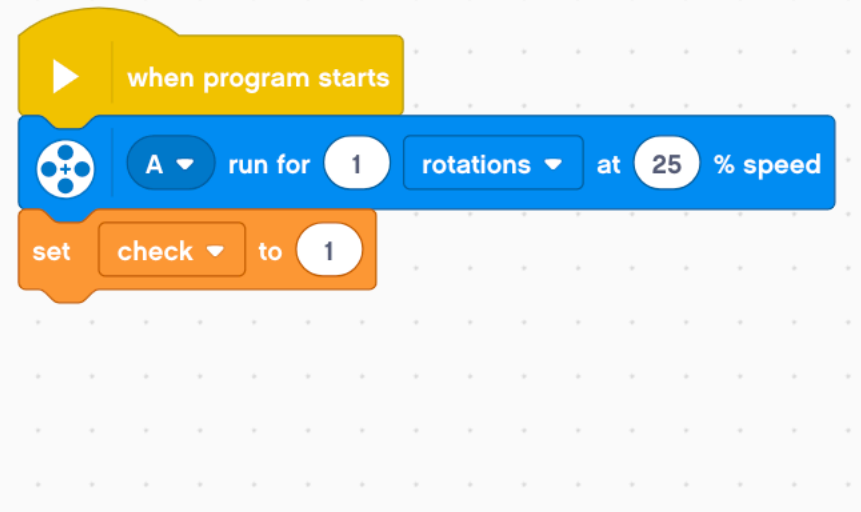 when program starts
A run for 1 rotations at 25 % speed
set check to 1